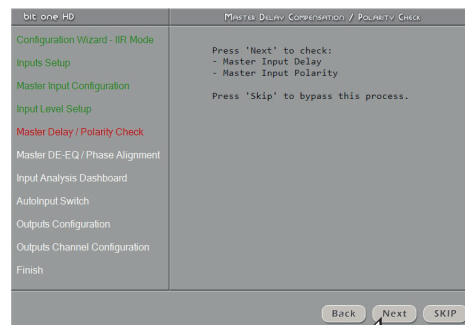 bit one HD
Master Delay Compensation / Polarity Check
Configuration Wizard - IIR Mode
Inputs Setup
Master Input Configuration
Input Level Setup
Master Delay / Polarity Check
Master DE-EQ / Phase Alignment
Input Analysis Dashboard
AutoInput Switch
Outputs Configuration
Outputs Channel Configuration
Finish
Press 'Next' to check:
- Master Input Delay
- Master Input Polarity
Press 'Skip' to bypass this process.
Back
Next
SKIP